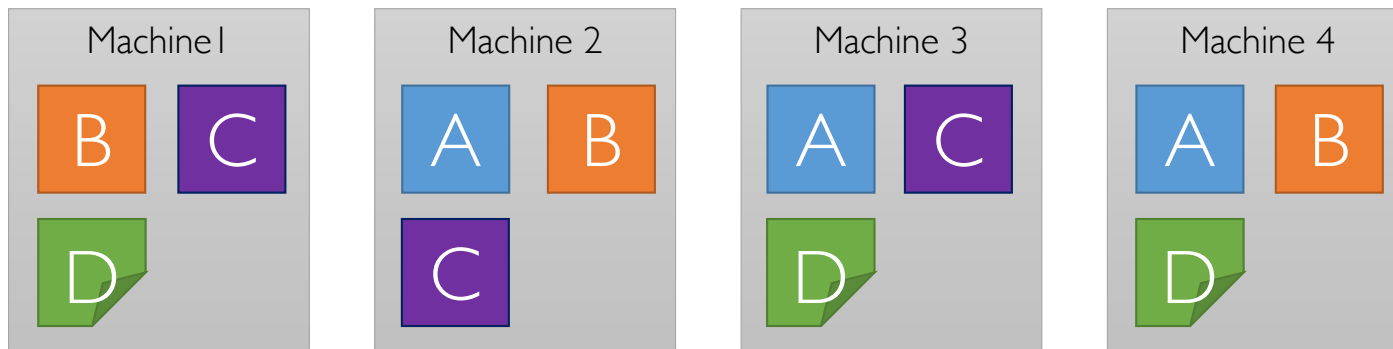 Machine1 Machine 2 Machine 3 Machine 4
B C A B A C A B
D C D D